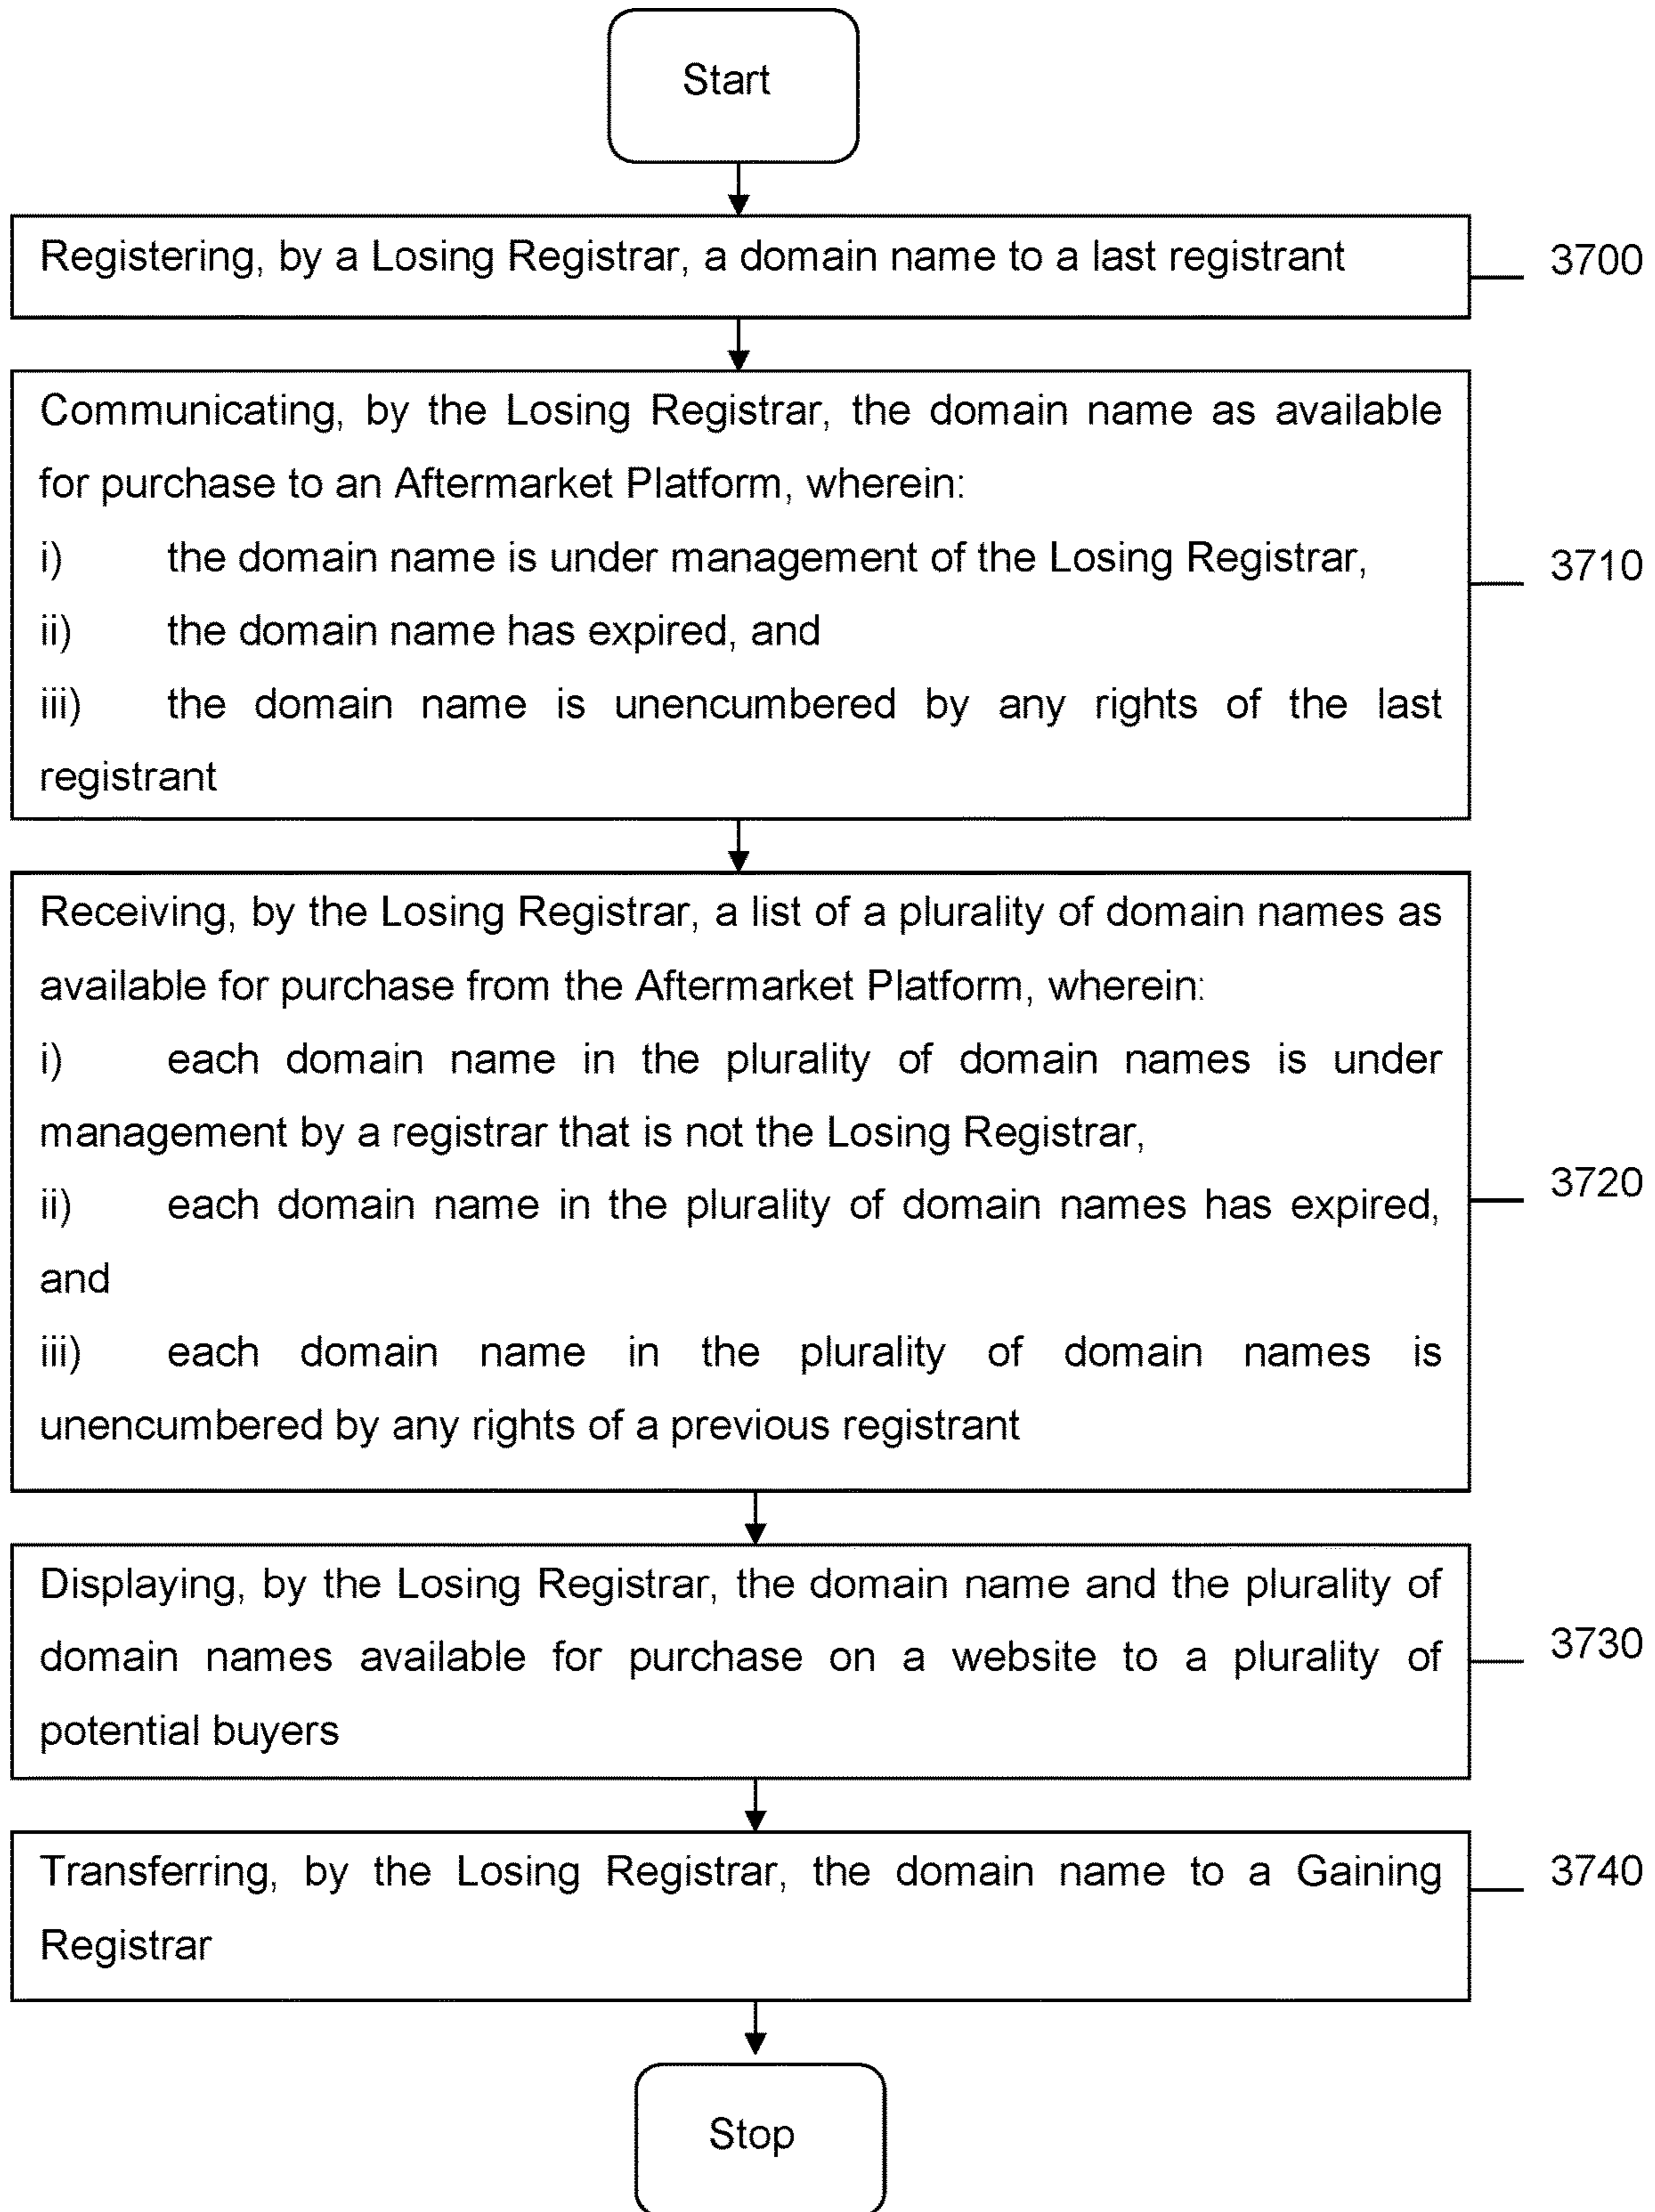 Start
Registering, by a Losing Registrar, a domain name to a last registrant
3700
Communicating, by the Losing Registrar, the domain name as available
for purchase to an Aftermarket Platform, wherein:
i) the domain name is under management of the Losing Registrar,
ii) the domain name has expired, and
iii) the domain name is unencumbered by any rights of the last
registrant
3710
Receiving, by the Losing Registrar, a list of a plurality of domain names as
available for purchase from the Aftermarket Platform, wherein:
i) each domain name in the plurality of domain names is under
management by a registrar that is not the Losing Registrar,
ii) each domain name in the plurality of domain names has expired,
and
iii) each domain name in the plurality of domain names is
unencumbered by any rights of a previous registrant
3720
Displaying, by the Losing Registrar, the domain name and the plurality of
domain names available for purchase on a website to a plurality of
potential buyers
3730
Transferring, by the Losing Registrar, the domain name to a Gaining
Registrar
3740
Stop